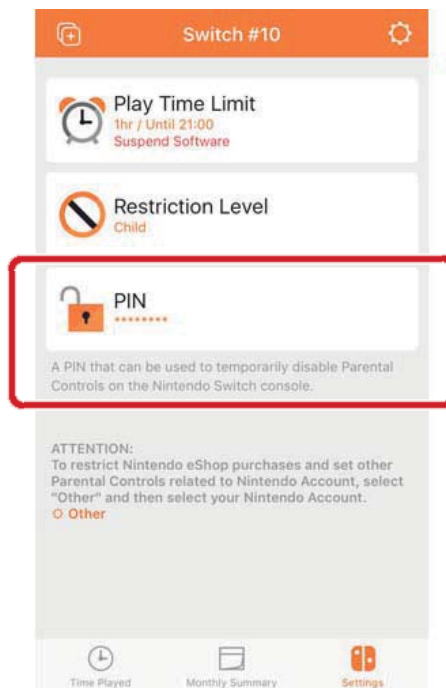 Switch #10
Play Time Limit
1hr / Until 21:00
Suspend Software
Restriction Level
Child
PIN
********
A PIN that can be used to temporarily disable Parental
Controls on the Nintendo Switch console.
ATTENTION:
To restrict Nintendo eShop purchases and set other
Parental Controls related to Nintendo Account, select
"Other" and then select your Nintendo Account.
Other
Time Played
Monthly Summary
Settings